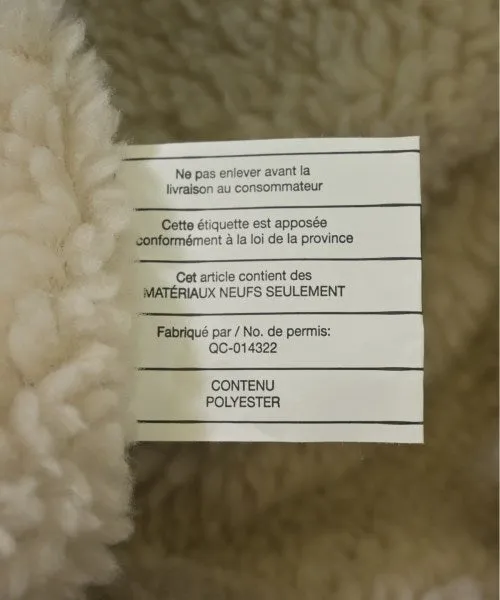 Ne pas enlever avant la
livraison au consommateur
Cette étiquette est apposée
conformément à la loi de la province
Cet article contient des
MATÉRIAUX NEUFS SEULEMENT
Fabriqué par / No. de permis:
QC-014322
CONTENU
POLYESTER